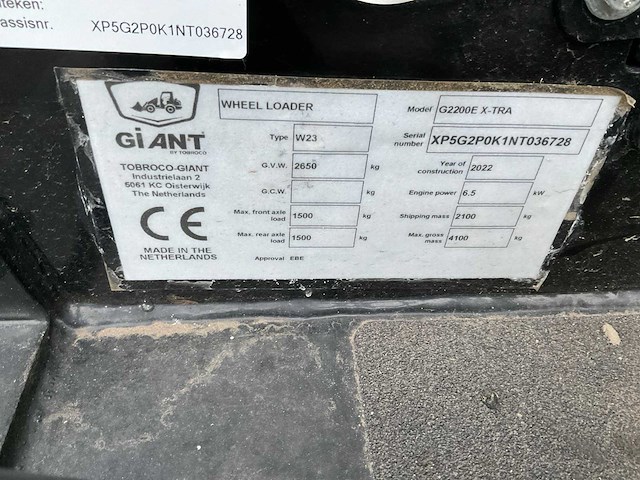 teken:
assisnr. XP5G2P0K1NT036728
GiANT
BY TOBROCO
TOBROCO-GIANT
Industrielaan 2
5061 KC Oisterwijk
The Netherlands
CE
MADE IN THE
NETHERLANDS
WHEEL LOADER
Type W23
G.V.W. 2650 kg
G.C.W. kg
Max. front axle load 1500 kg
Max. rear axle load 1500 kg
Approval EBE
Model G2200E X-TRA
Serial number XP5G2P0K1NT036728
Year of construction 2022
Engine power 6.5 kW
Shipping mass 2100 kg
Max. gross mass 4100 kg